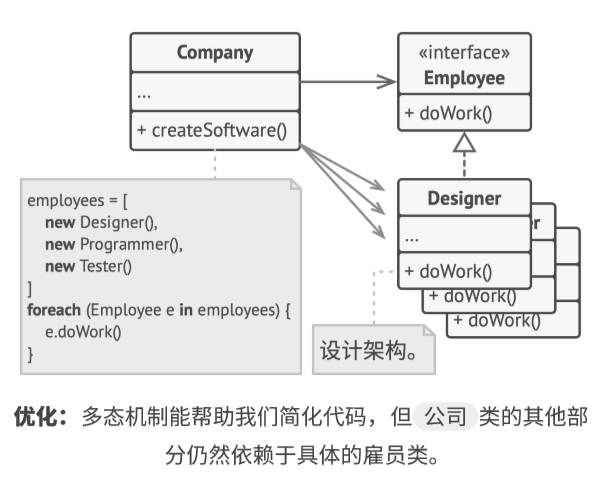 Company
...
+ createSoftware()
«interface»
Employee
+ doWork()
employees = [
new Designer(),
new Programmer(),
new Tester()
]
foreach (Employee e in employees) {
e.doWork()
}
Designer
...
+ doWork()
+ doWork()
+ doWork()
设计架构。
优化：多态机制能帮助我们简化代码，但 公司 类的其他部
分仍然依赖于具体的雇员类。